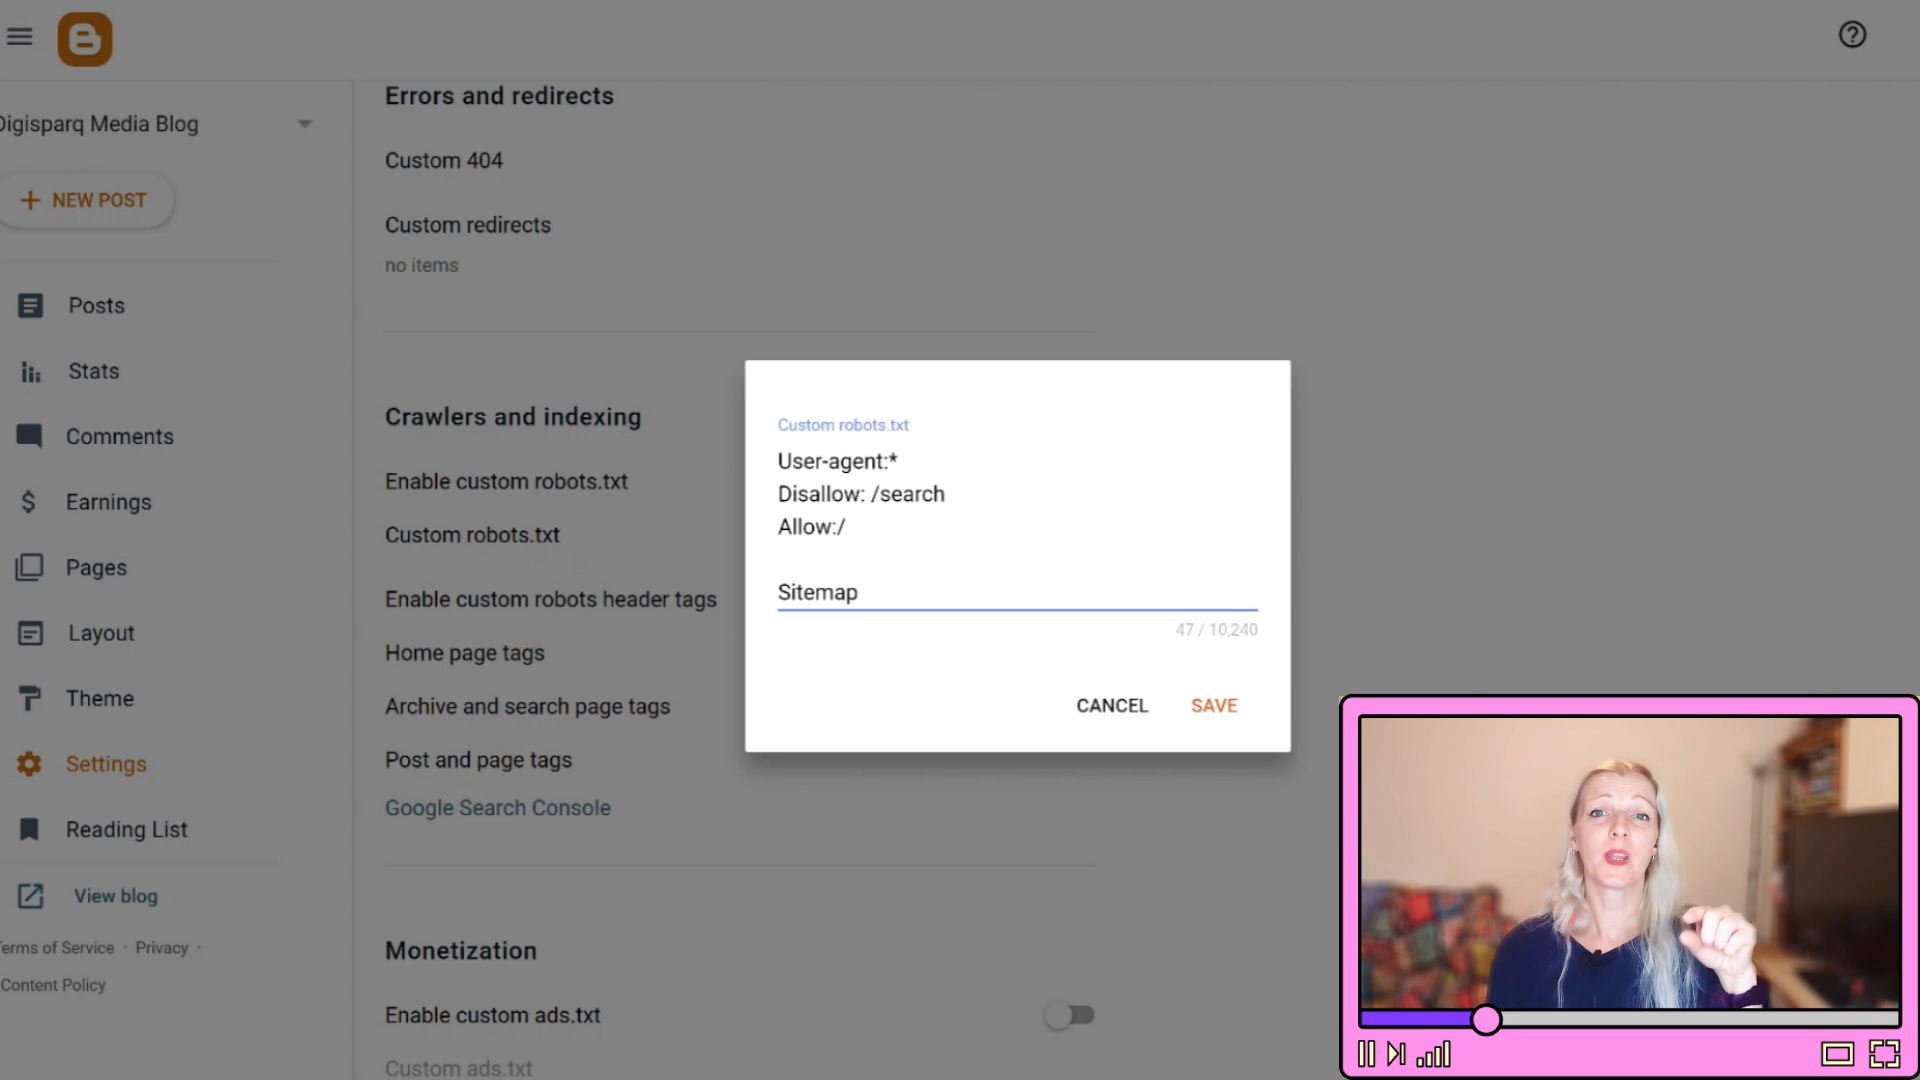 Digisparq Media Blog
NEW POST
Posts
Stats
Comments
Earnings
Pages
Layout
Theme
Settings
Reading List
View blog
Terms of Service · Privacy ·
Content Policy
Errors and redirects
Custom 404
Custom redirects
no items
Crawlers and indexing
Enable custom robots.txt
Custom robots.txt
Enable custom robots header tags
Home page tags
Archive and search page tags
Post and page tags
Google Search Console
Monetization
Enable custom ads.txt
Custom ads.txt
Custom robots.txt
User-agent:*
Disallow: /search
Allow:/
Sitemap
47 / 10,240
CANCEL
SAVE